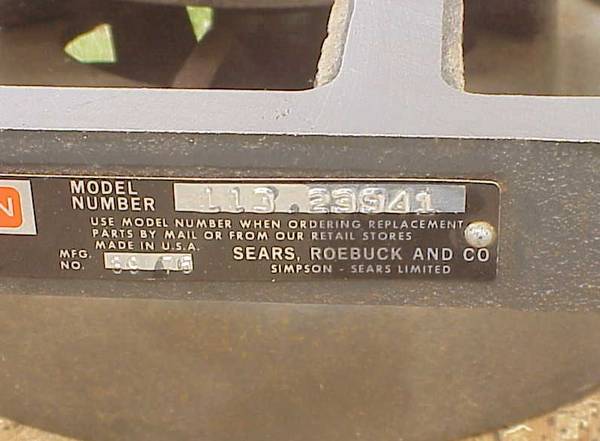 N
MODEL NUMBER 113.23941
USE MODEL NUMBER WHEN ORDERING REPLACEMENT
PARTS BY MAIL OR FROM OUR RETAIL STORES
MADE IN U.S.A.
MFG. NO.
SEARS, ROEBUCK AND CO
SIMPSON - SEARS LIMITED